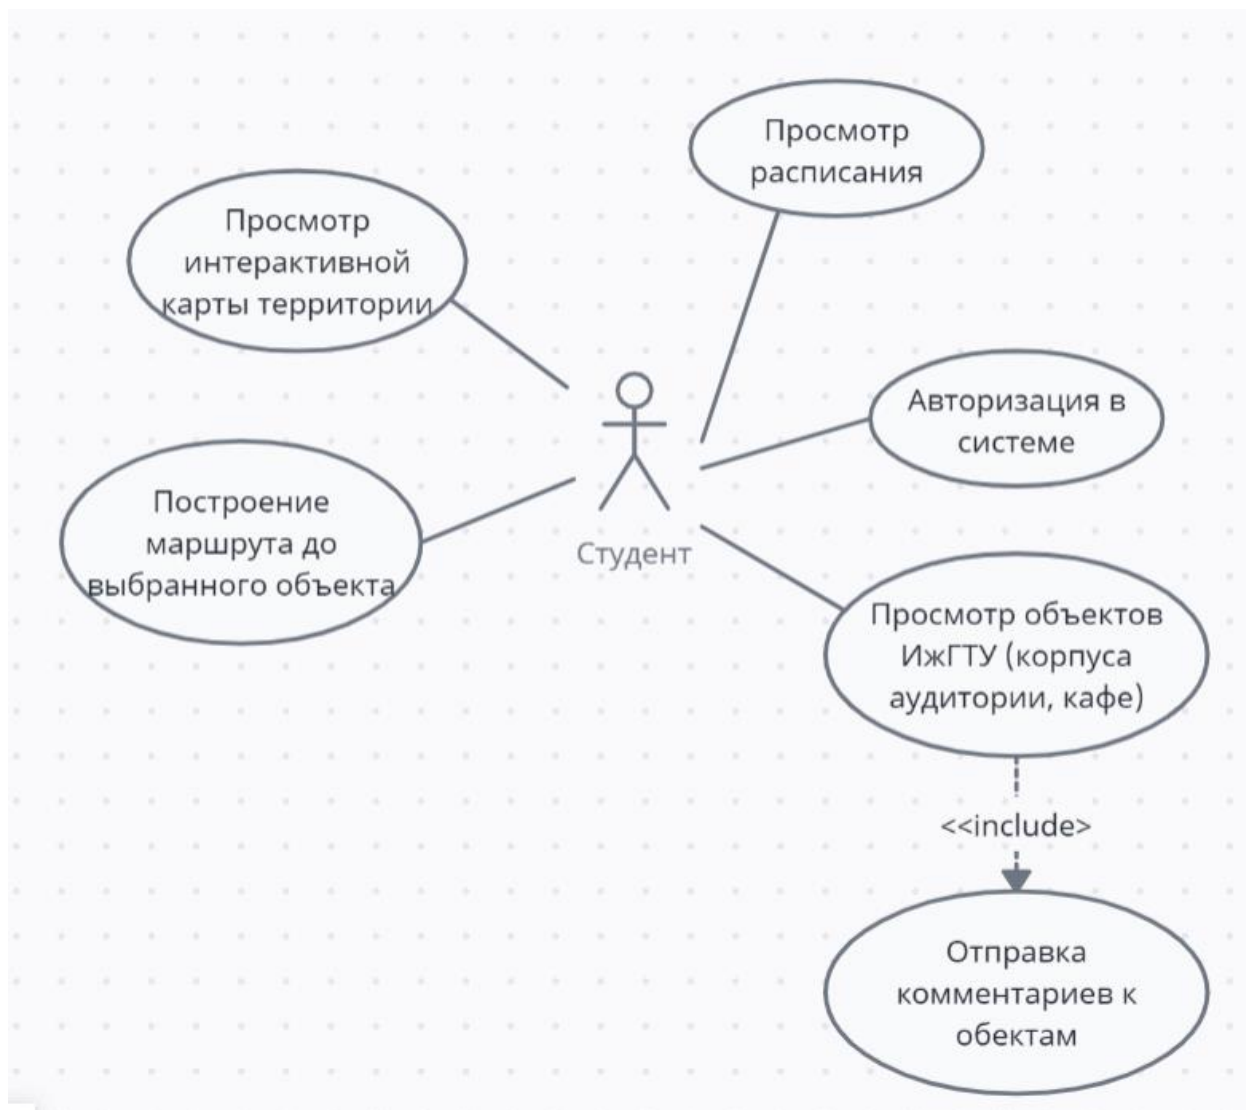 Просмотр
расписания
Просмотр
интерактивной
карты территории
Авторизация в
системе
Построение
маршрута до
выбранного объекта
Студент
Просмотр объектов
ИжГТУ (корпуса
аудитории, кафе)
<<include>
Отправка
комментариев к
обектам